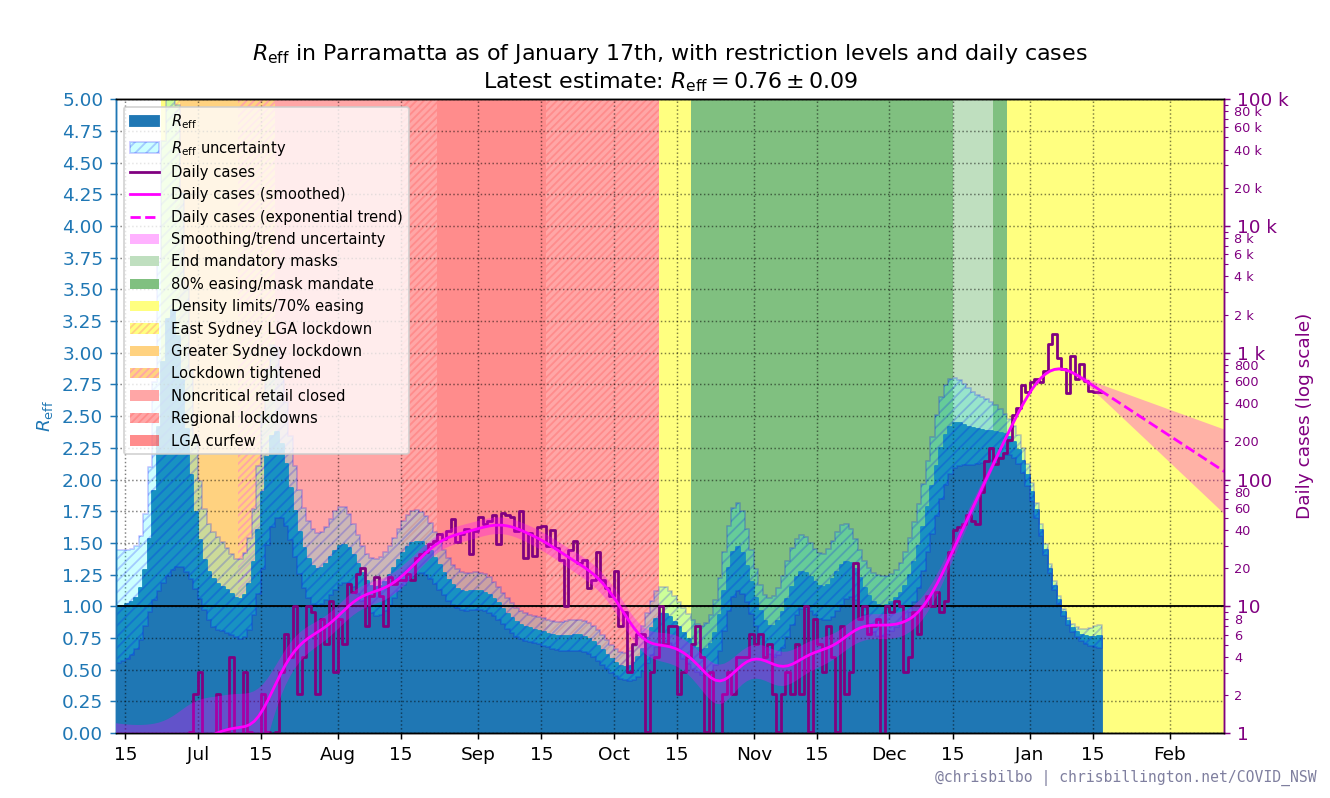 R_eff in Parramatta as of January 17th, with restriction levels and daily cases
Latest estimate: R_eff = 0.76 ± 0.09
R_eff
5.00
4.75
4.50
4.25
4.00
3.75
3.50
3.25
3.00
2.75
2.50
2.25
2.00
1.75
1.50
1.25
1.00
0.75
0.50
0.25
0.00
R_eff
R_eff uncertainty
Daily cases
Daily cases (smoothed)
Daily cases (exponential trend)
Smoothing/trend uncertainty
End mandatory masks
80% easing/mask mandate
Density limits/70% easing
East Sydney LGA lockdown
Greater Sydney lockdown
Lockdown tightened
Noncritical retail closed
Regional lockdowns
LGA curfew
100 k
80 k
60 k
40 k
20 k
10 k
8 k
6 k
4 k
2 k
1 k
800
600
400
200
100
80
60
40
20
10
8
6
4
2
1
Daily cases (log scale)
15 Jul 15 Aug 15 Sep 15 Oct 15 Nov 15 Dec 15 Jan 15 Feb
@chrisbilbo | chrisbillington.net/COVID_NSW